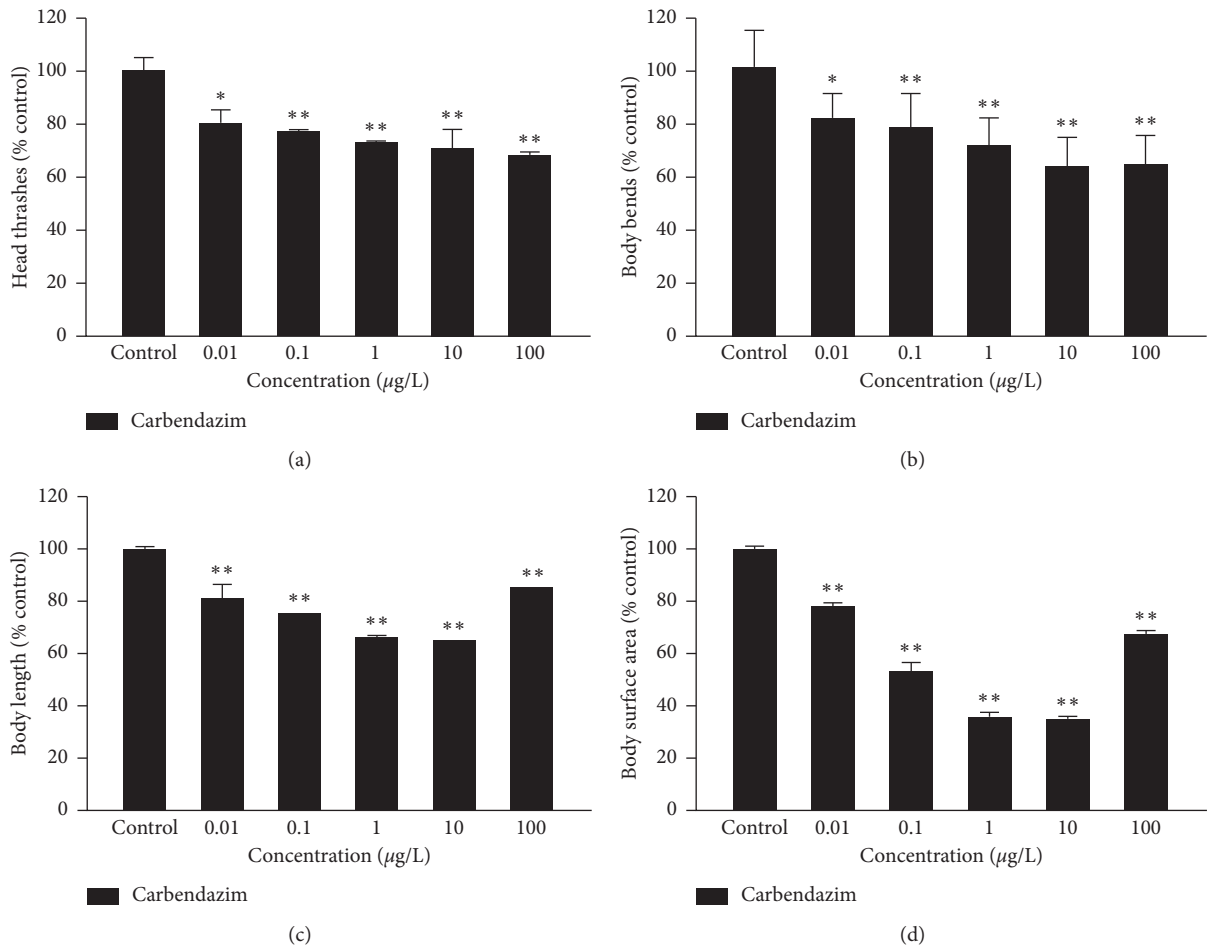 120
100
80
60
40
20
0
Head thrashes (% control)
*
**
**
**
**
Control 0.01 0.1 1 10 100
Concentration (µg/L)
Carbendazim
(a)
120
100
80
60
40
20
0
Body bends (% control)
*
**
**
**
**
Control 0.01 0.1 1 10 100
Concentration (µg/L)
Carbendazim
(b)
120
100
80
60
40
20
0
Body length (% control)
**
**
**
**
**
Control 0.01 0.1 1 10 100
Concentration (µg/L)
Carbendazim
(c)
120
100
80
60
40
20
0
Body surface area (% control)
**
**
**
**
**
Control 0.01 0.1 1 10 100
Concentration (µg/L)
Carbendazim
(d)